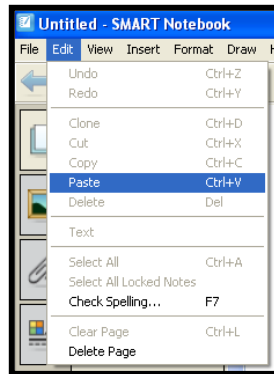 Untitled - SMART Notebook
File Edit View Insert Format Draw
Undo Ctrl+Z
Redo Ctrl+Y
Clone Ctrl+D
Cut Ctrl+X
Copy Ctrl+C
Paste Ctrl+V
Delete Del
Text
Select All Ctrl+A
Select All Locked Notes
Check Spelling... F7
Clear Page Ctrl+L
Delete Page